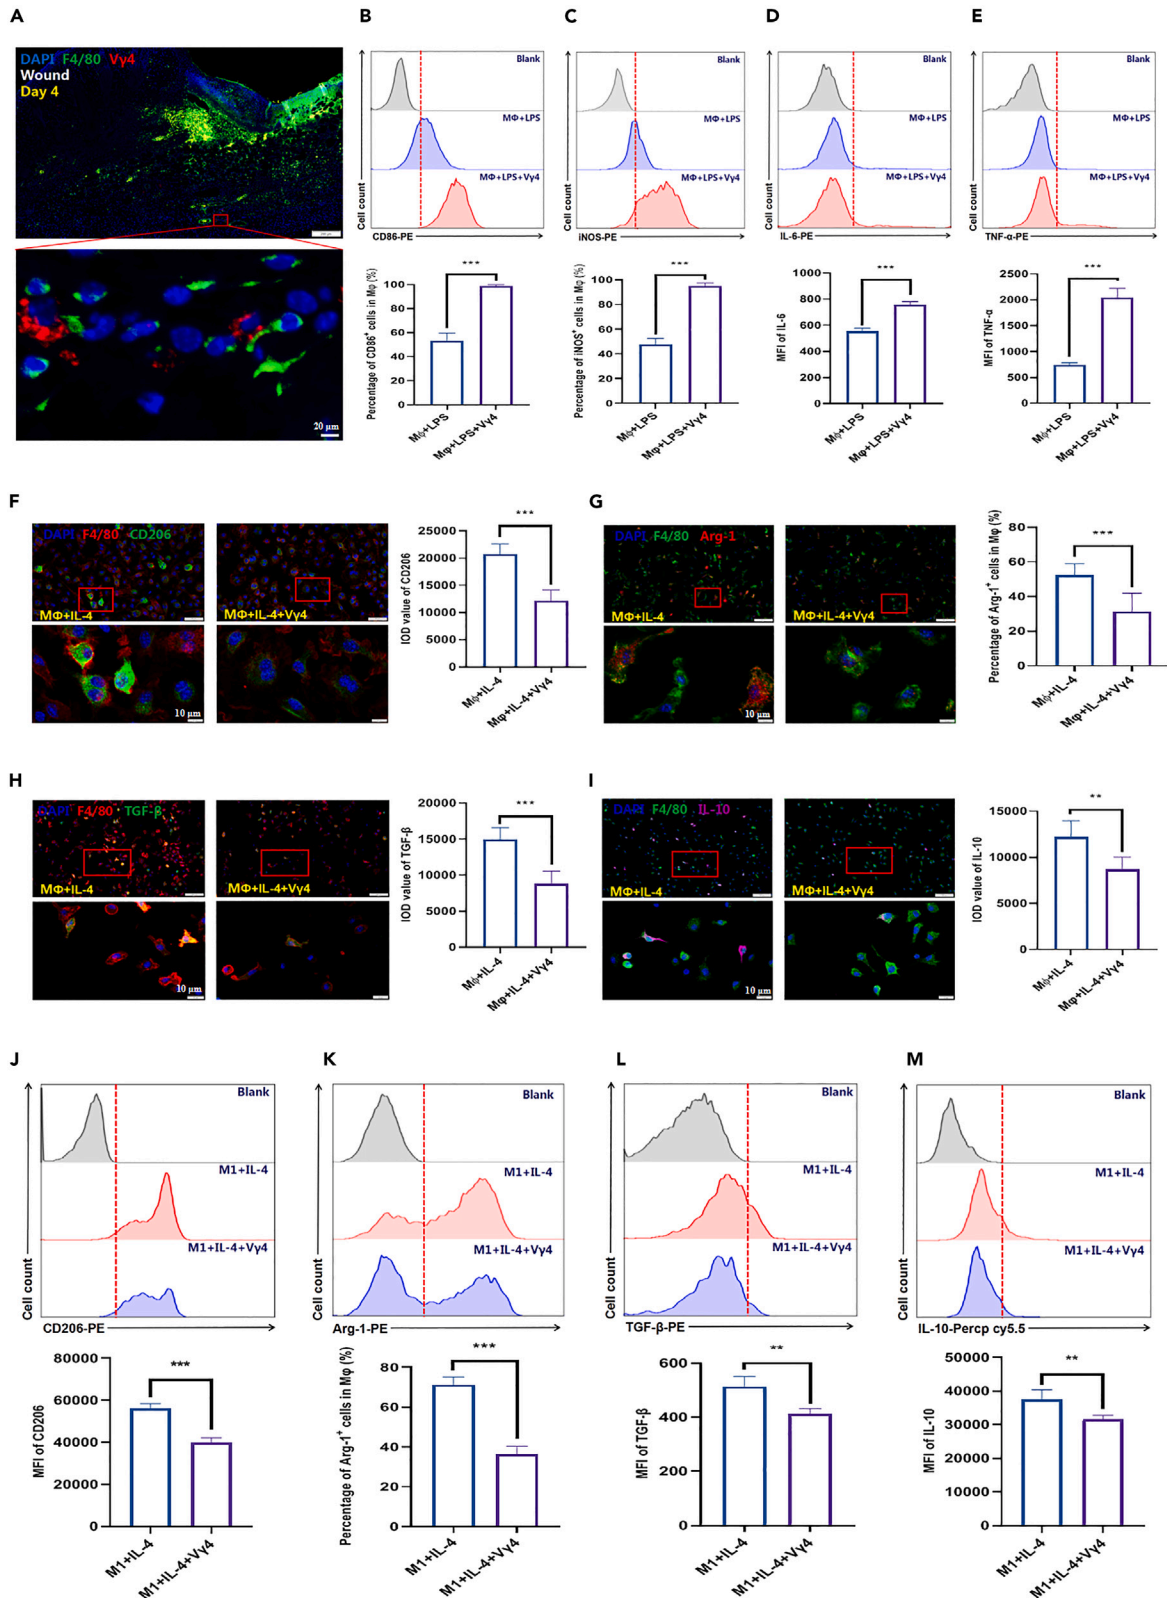 A
DAPI F4/80 Vγ4
Wound
Day 4
20 µm
B
Blank
MΦ+LPS
MΦ+LPS+Vγ4
Cell count
CD86-PE
***
Percentage of CD86⁺ cells in Mφ (%)
100
80
60
40
20
0
Mϕ+LPS
Mφ+LPS+Vγ4
C
Blank
MΦ+LPS
MΦ+LPS+Vγ4
Cell count
iNOS-PE
***
Percentage of iNOS⁺ cells in Mφ (%)
100
80
60
40
20
0
Mϕ+LPS
Mφ+LPS+Vγ4
D
Blank
MΦ+LPS
MΦ+LPS+Vγ4
Cell count
IL-6-PE
***
MFI of IL-6
1000
800
600
400
200
0
Mϕ+LPS
Mφ+LPS+Vγ4
E
Blank
MΦ+LPS
MΦ+LPS+Vγ4
Cell count
TNF-α-PE
***
MFI of TNF-α
2500
2000
1500
1000
500
0
Mϕ+LPS
Mφ+LPS+Vγ4
F
DAPI F4/80 CD206
MΦ+IL-4
MΦ+IL-4+Vγ4
10 µm
***
IOD value of CD206
25000
20000
15000
10000
5000
0
Mϕ+IL-4
Mφ+IL-4+Vγ4
G
DAPI F4/80 Arg-1
MΦ+IL-4
MΦ+IL-4+Vγ4
10 µm
***
Percentage of Arg-1⁺ cells in Mφ (%)
80
60
40
20
0
Mϕ+IL-4
Mφ+IL-4+Vγ4
H
DAPI F4/80 TGF-β
MΦ+IL-4
MΦ+IL-4+Vγ4
10 µm
***
IOD value of TGF-β
20000
15000
10000
5000
0
Mϕ+IL-4
Mφ+IL-4+Vγ4
I
DAPI F4/80 IL-10
MΦ+IL-4
MΦ+IL-4+Vγ4
10 µm
**
IOD value of IL-10
15000
10000
5000
0
Mϕ+IL-4
Mφ+IL-4+Vγ4
J
Blank
M1+IL-4
M1+IL-4+Vγ4
Cell count
CD206-PE
***
MFI of CD206
80000
60000
40000
20000
0
M1+IL-4
M1+IL-4+Vγ4
K
Blank
M1+IL-4
M1+IL-4+Vγ4
Cell count
Arg-1-PE
***
Percentage of Arg-1⁺ cells in Mφ (%)
80
60
40
20
0
M1+IL-4
M1+IL-4+Vγ4
L
Blank
M1+IL-4
M1+IL-4+Vγ4
Cell count
TGF-β-PE
**
MFI of TGF-β
600
400
200
0
M1+IL-4
M1+IL-4+Vγ4
M
Blank
M1+IL-4
M1+IL-4+Vγ4
Cell count
IL-10-Percp cy5.5
**
MFI of IL-10
50000
40000
30000
20000
10000
0
M1+IL-4
M1+IL-4+Vγ4